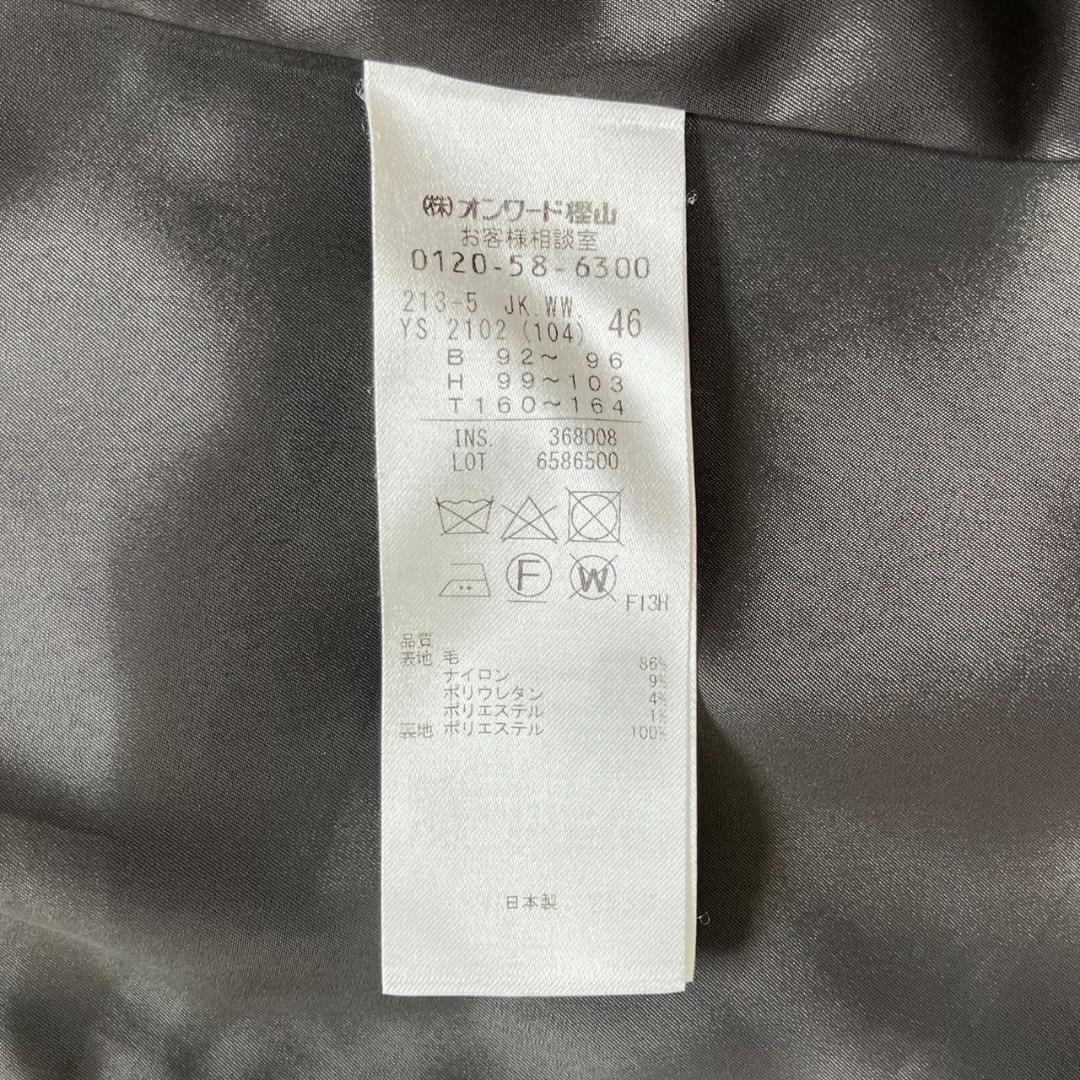 (株)オンワード樫山
お客様相談室
0120-58-6300
213-5 JK.WW.
YS.2102 (104) 46
B 92~ 96
H 99~103
T160~164
INS. 368008
LOT 6586500
F
W
F13H
品質
表地 毛 86%
ナイロン 9%
ポリウレタン 4%
ポリエステル 1%
裏地 ポリエステル 100%
日本製